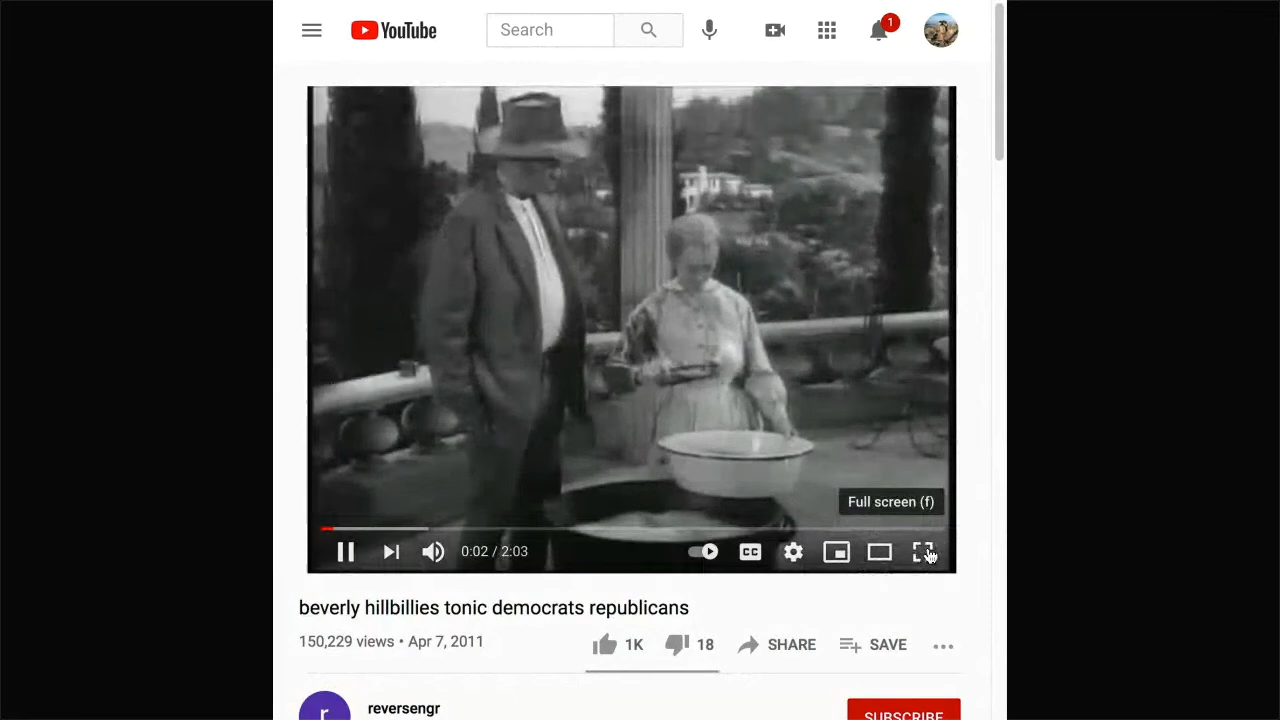 YouTube
Search
1
Full screen (f)
0:02 / 2:03
CC
beverly hillbillies tonic democrats republicans
150,229 views • Apr 7, 2011
1K
18
SHARE
SAVE
r
reversengr
SUBSCRIBE